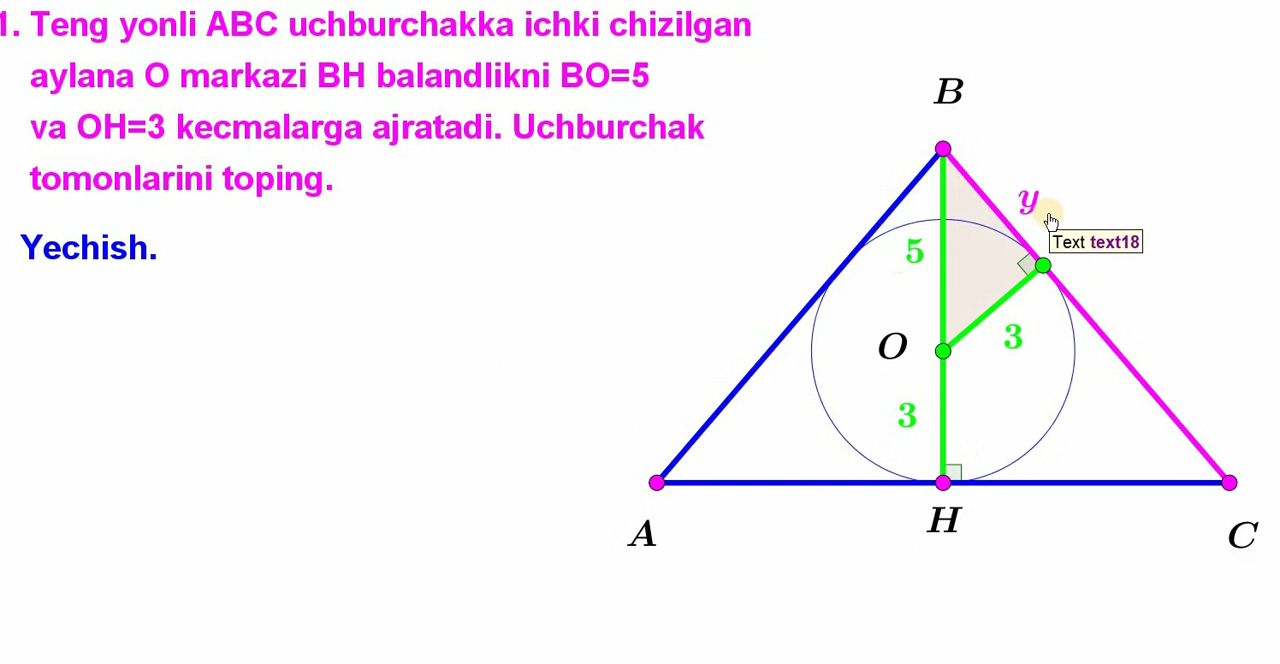 1. Teng yonli ABC uchburchakka ichki chizilgan
aylana O markazi BH balandlikni BO=5
va OH=3 kecmalarga ajratadi. Uchburchak
tomonlarini toping.
Yechish.
B
y
Text text18
5
O
3
3
H
A
C